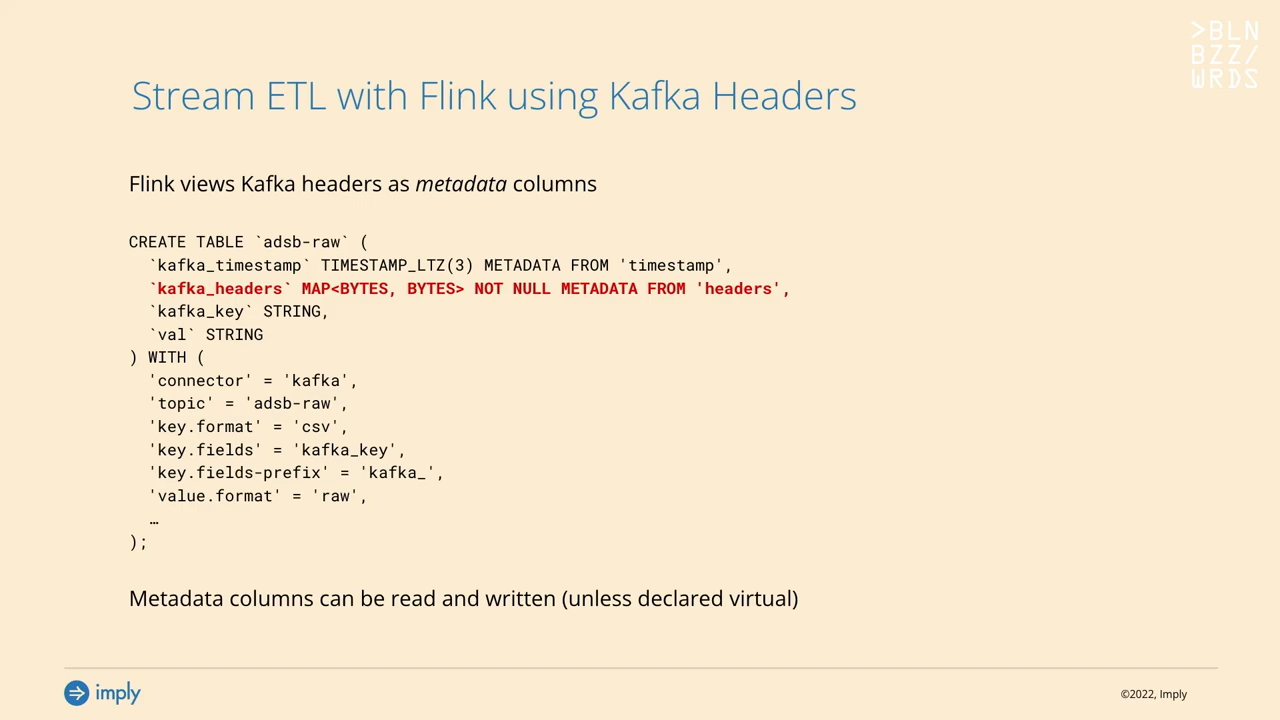 >BLN
BZZ/
WRDS
Stream ETL with Flink using Kafka Headers
Flink views Kafka headers as metadata columns
CREATE TABLE `adsb-raw` (
  `kafka_timestamp` TIMESTAMP_LTZ(3) METADATA FROM 'timestamp',
  `kafka_headers` MAP<BYTES, BYTES> NOT NULL METADATA FROM 'headers',
  `kafka_key` STRING,
  `val` STRING
) WITH (
  'connector' = 'kafka',
  'topic' = 'adsb-raw',
  'key.format' = 'csv',
  'key.fields' = 'kafka_key',
  'key.fields-prefix' = 'kafka_',
  'value.format' = 'raw',
  …
);
Metadata columns can be read and written (unless declared virtual)
imply
©2022, Imply